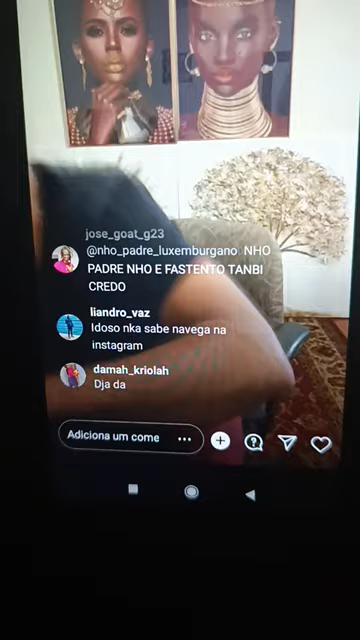 jose_goat_g23
@nho_padre_luxemburgano NHO
PADRE NHO E FASTENTO TANBI
CREDO
liandro_vaz
Idoso nka sabe navega na
instagram
damah_kriolah
Dja da
Adiciona um come